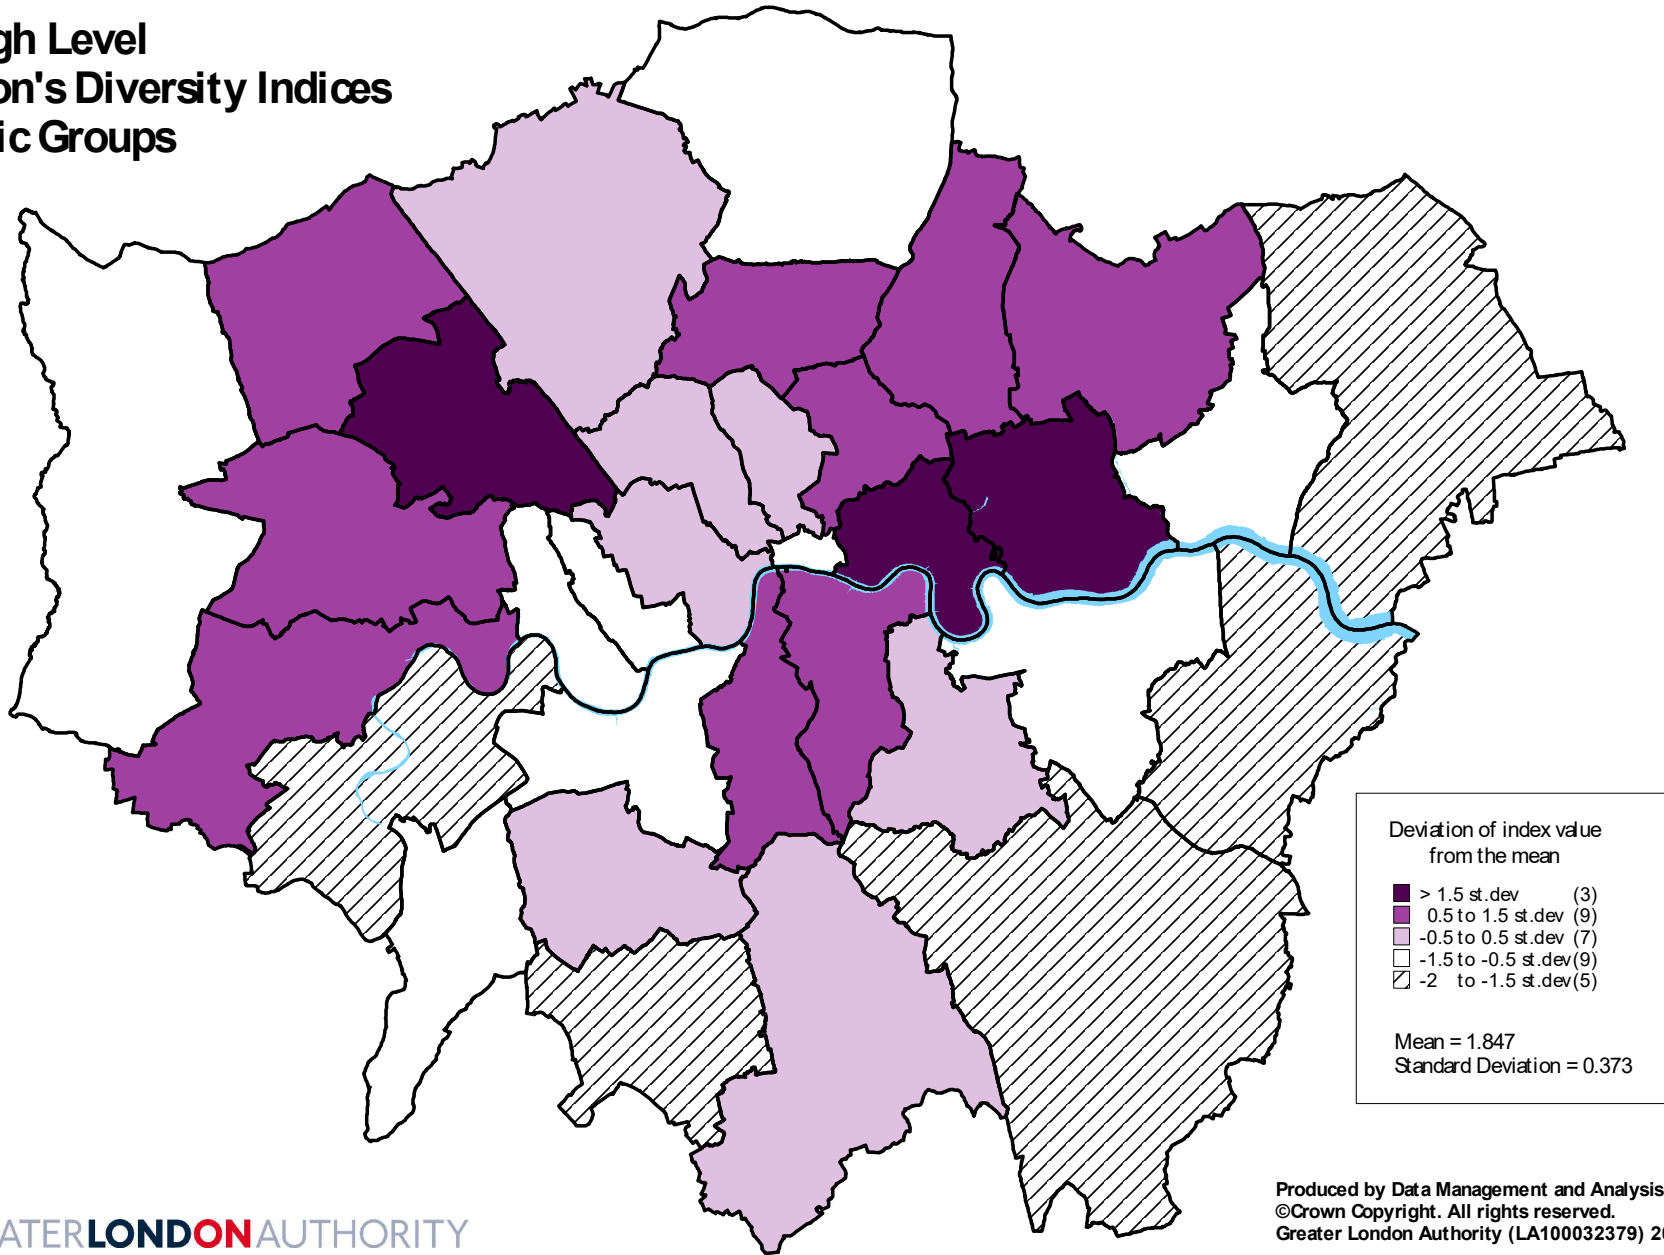 gh Level
on's Diversity Indices
ic Groups
Deviation of index value
from the mean
> 1.5 st.dev (3)
0.5 to 1.5 st.dev (9)
-0.5 to 0.5 st.dev (7)
-1.5 to -0.5 st.dev (9)
-2 to -1.5 st.dev (5)
Mean = 1.847
Standard Deviation = 0.373
ATERLONDONAUTHORITY
Produced by Data Management and Analysis
©Crown Copyright. All rights reserved.
Greater London Authority (LA100032379) 20